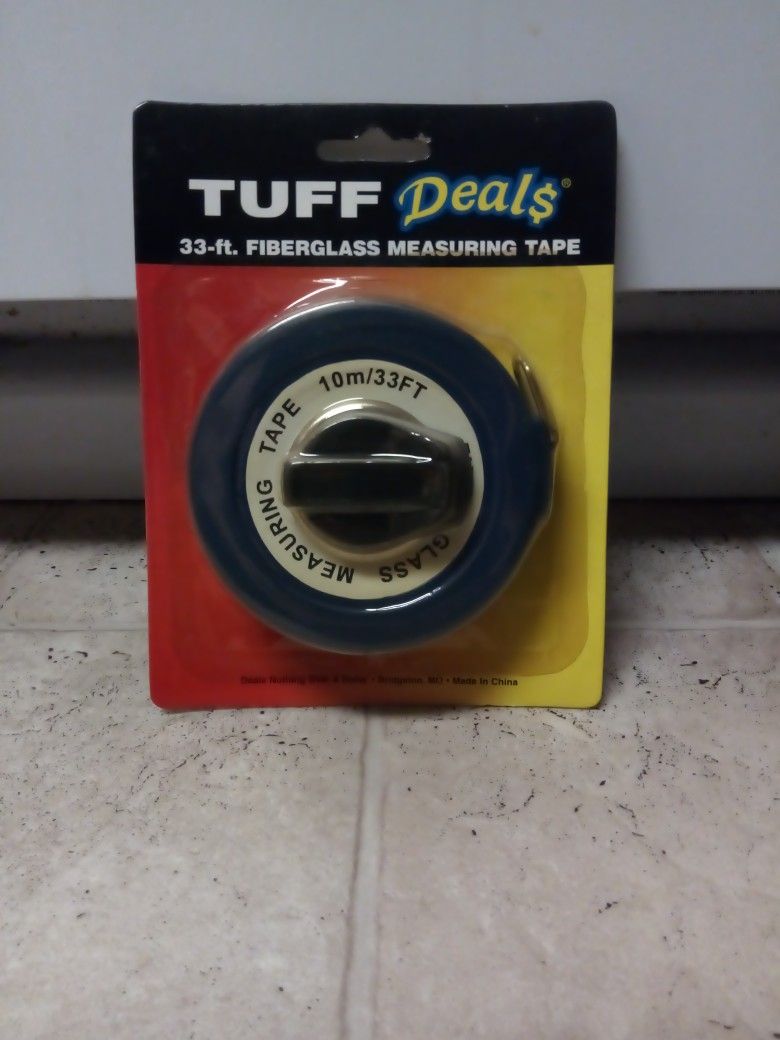 TUFF Deal$®
33-ft. FIBERGLASS MEASURING TAPE
10m/33FT
GLASS MEASURING TAPE
Deals Nothing Over a Dollar • Bridgeton, MO • Made in China